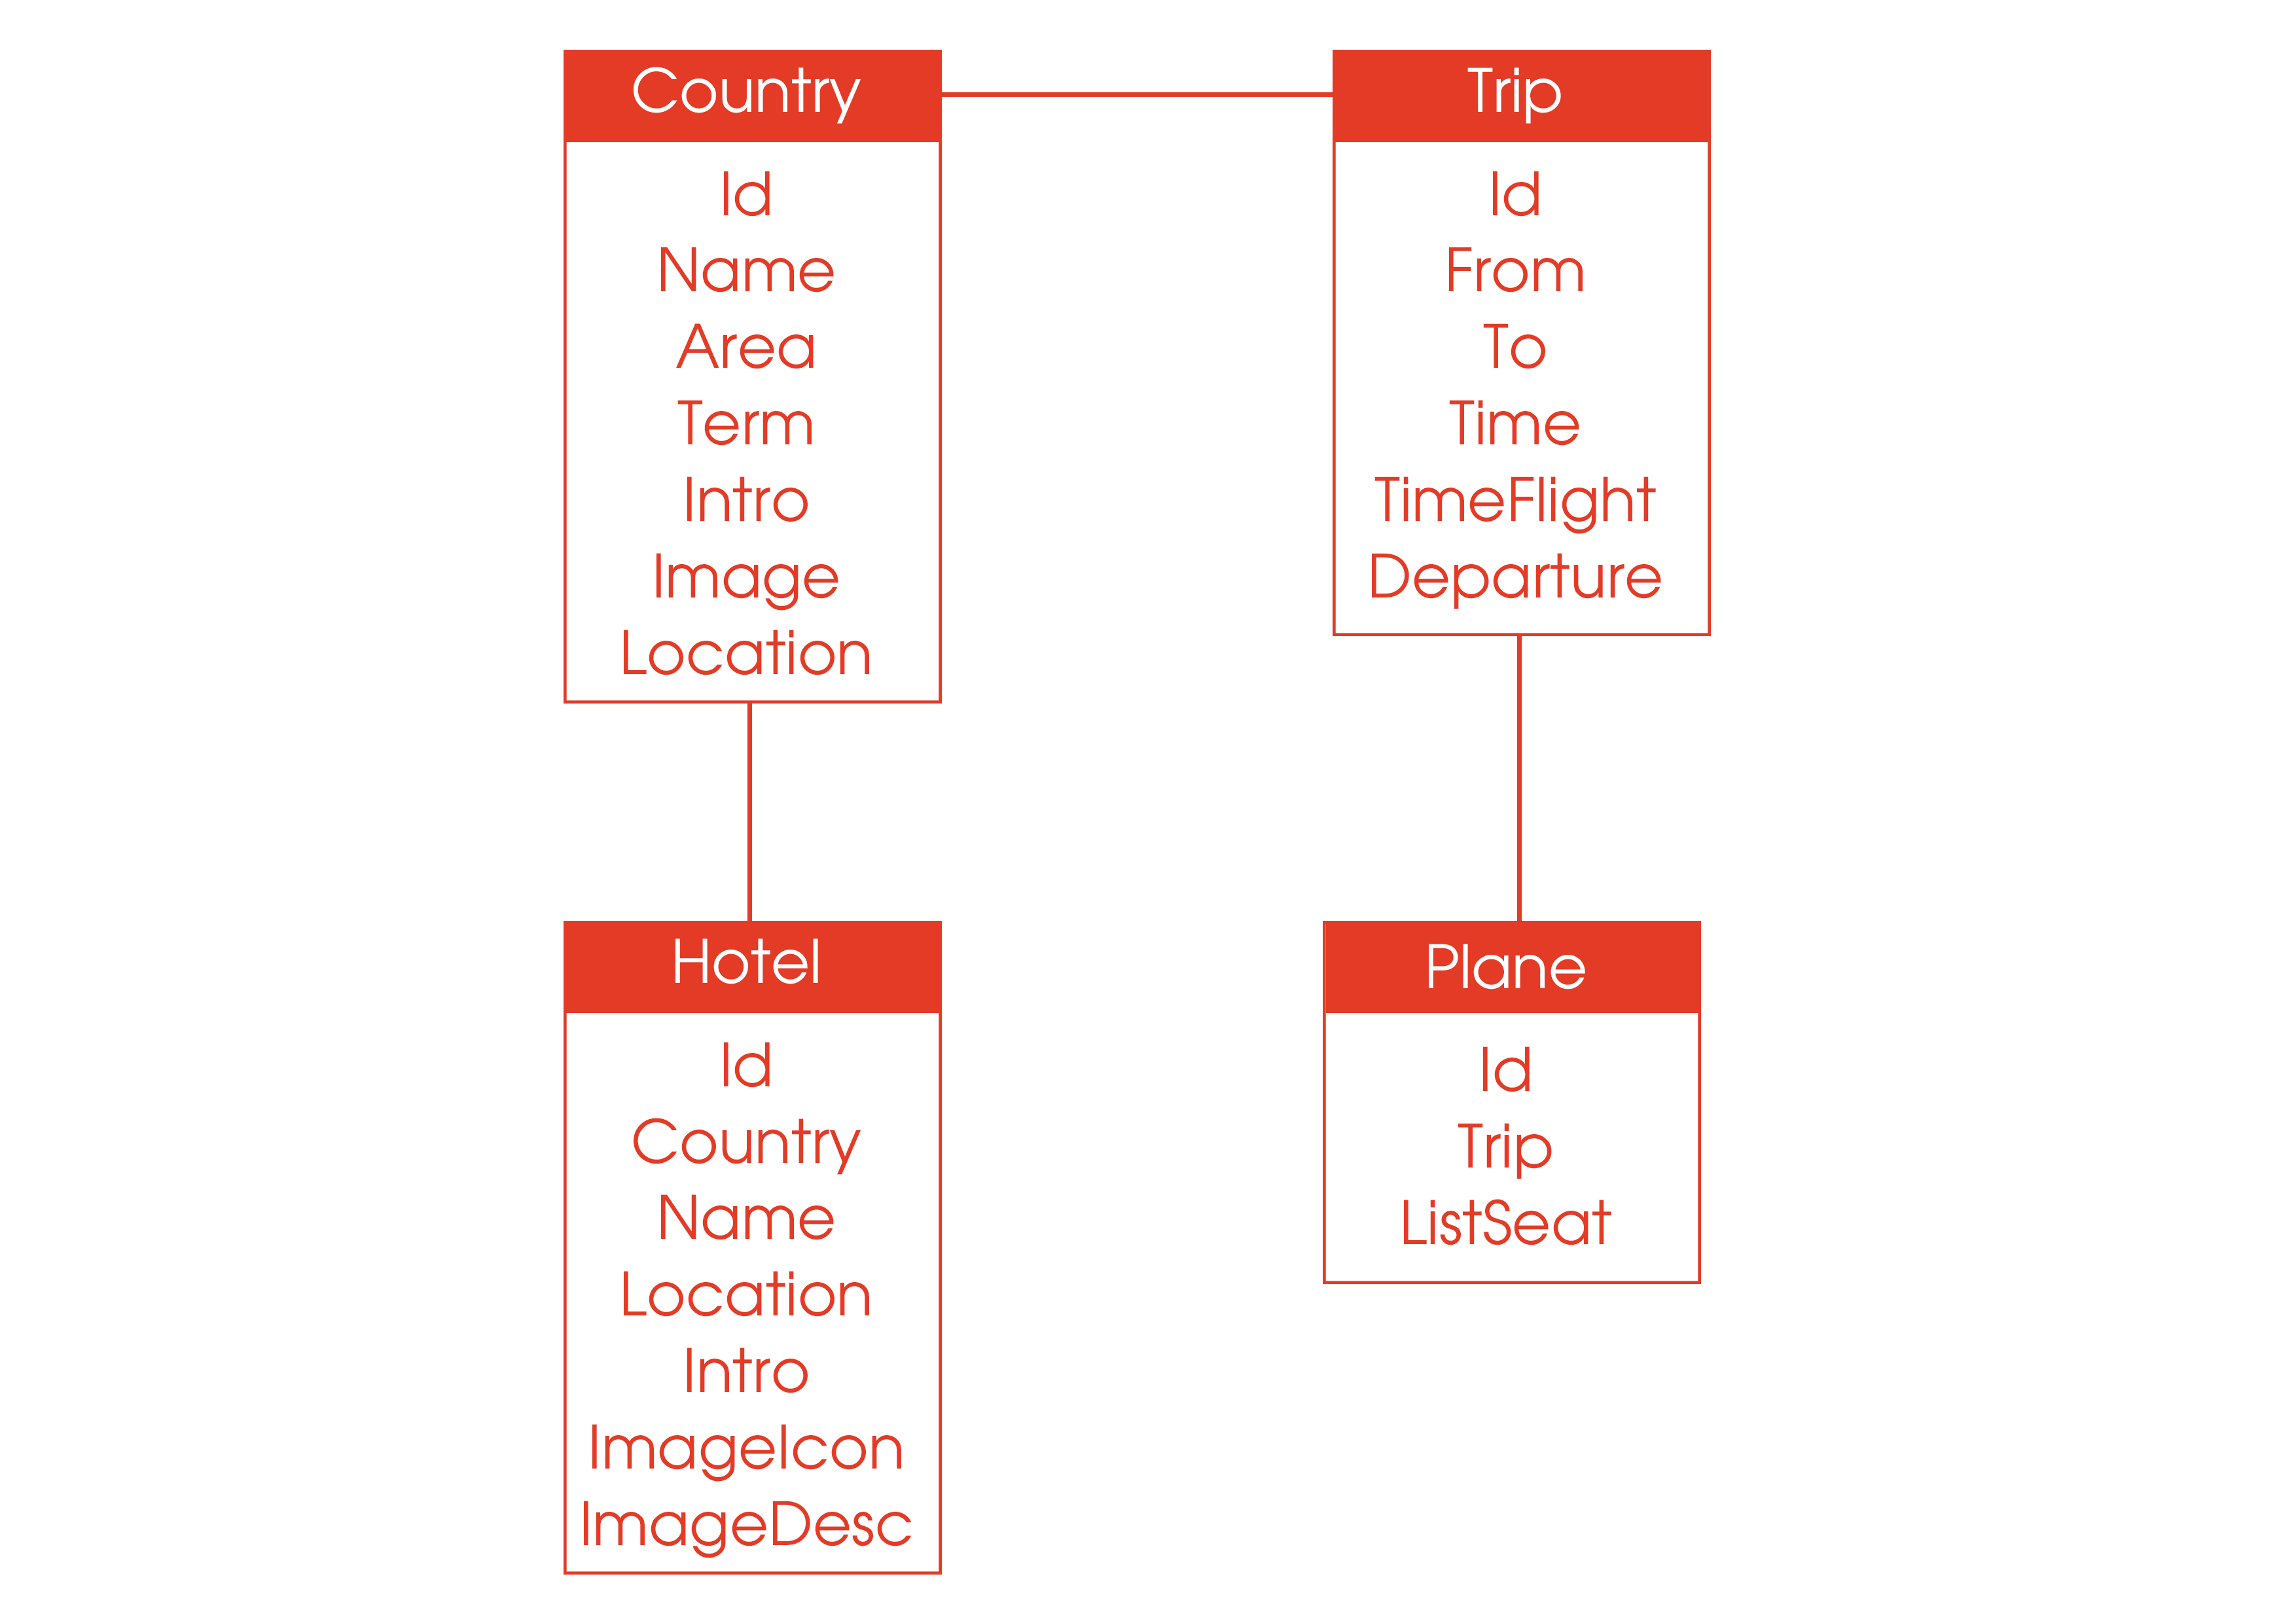 Country
Id
Name
Area
Term
Intro
Image
Location
Trip
Id
From
To
Time
TimeFlight
Departure
Hotel
Id
Country
Name
Location
Intro
ImageIcon
ImageDesc
Plane
Id
Trip
ListSeat